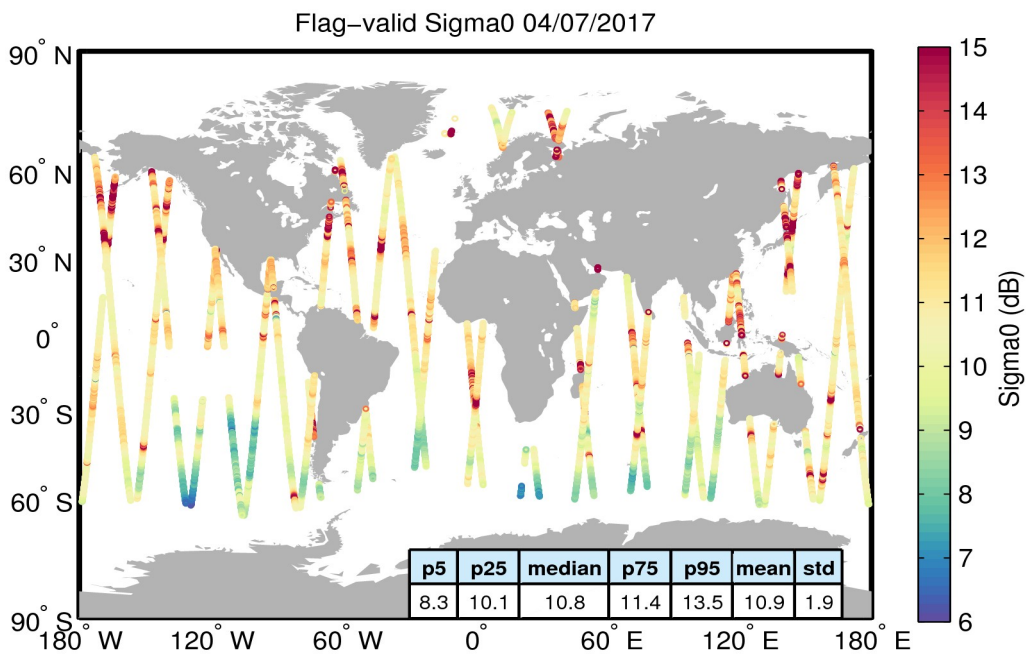 Flag-valid Sigma0 04/07/2017
90° N
60° N
30° N
0°
30° S
60° S
90° S
180° W
120° W
60° W
0°
60° E
120° E
180° E
p5 p25 median p75 p95 mean std
8.3 10.1 10.8 11.4 13.5 10.9 1.9
15
14
13
12
11
10
9
8
7
6
Sigma0 (dB)